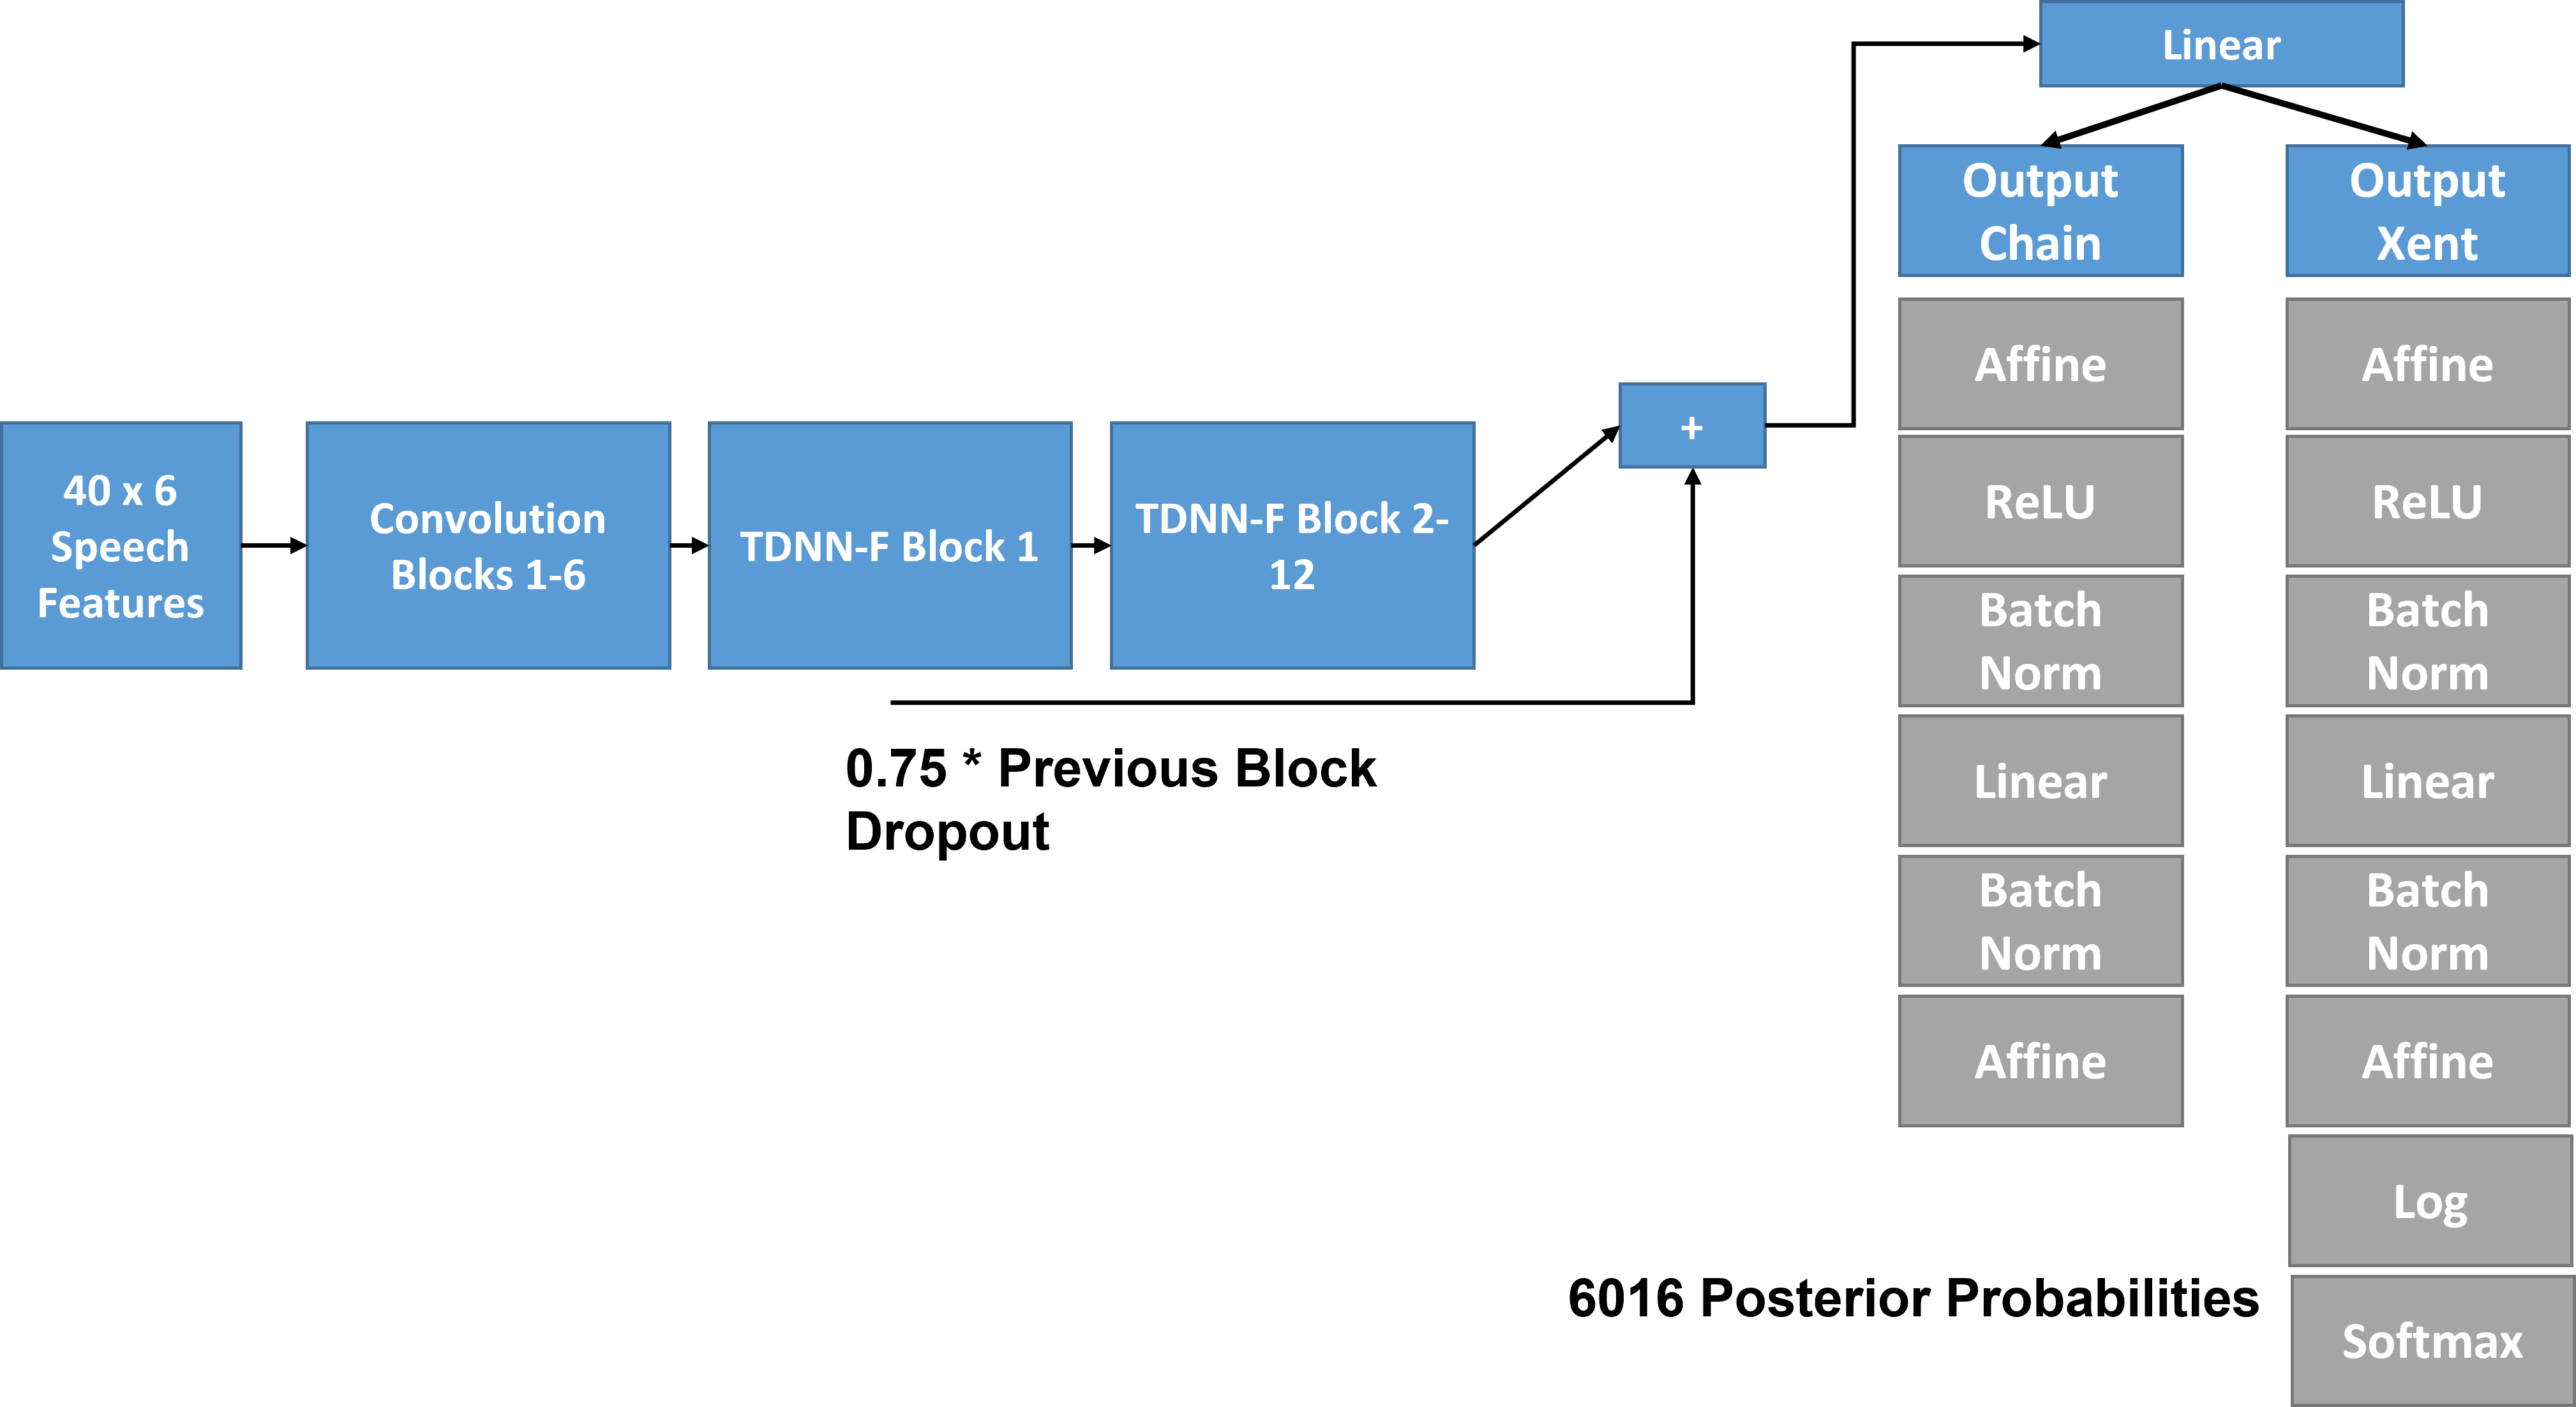 40 x 6
Speech
Features
Convolution
Blocks 1-6
TDNN-F Block 1
TDNN-F Block 2-
12
0.75 * Previous Block
Dropout
+
Linear
Output
Chain
Affine
ReLU
Batch
Norm
Linear
Batch
Norm
Affine
Output
Xent
Affine
ReLU
Batch
Norm
Linear
Batch
Norm
Affine
Log
Softmax
6016 Posterior Probabilities